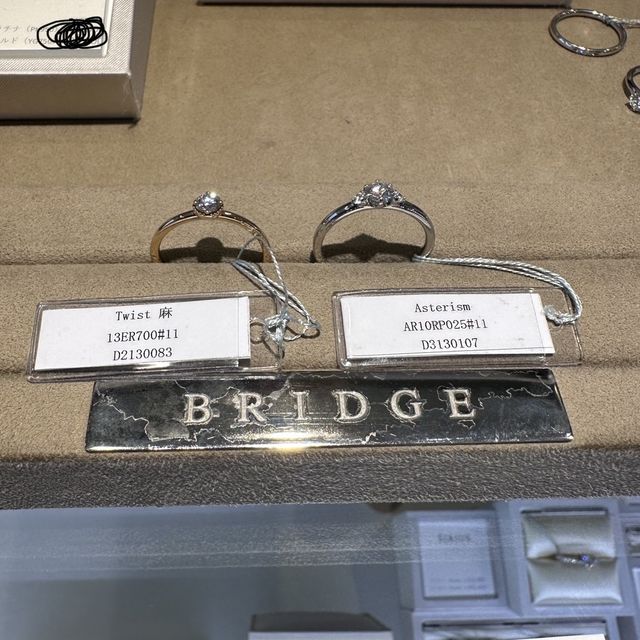 Twist 麻
13ER700#11
D2130083
Asterism
AR10RP025#11
D3130107
BRIDGE